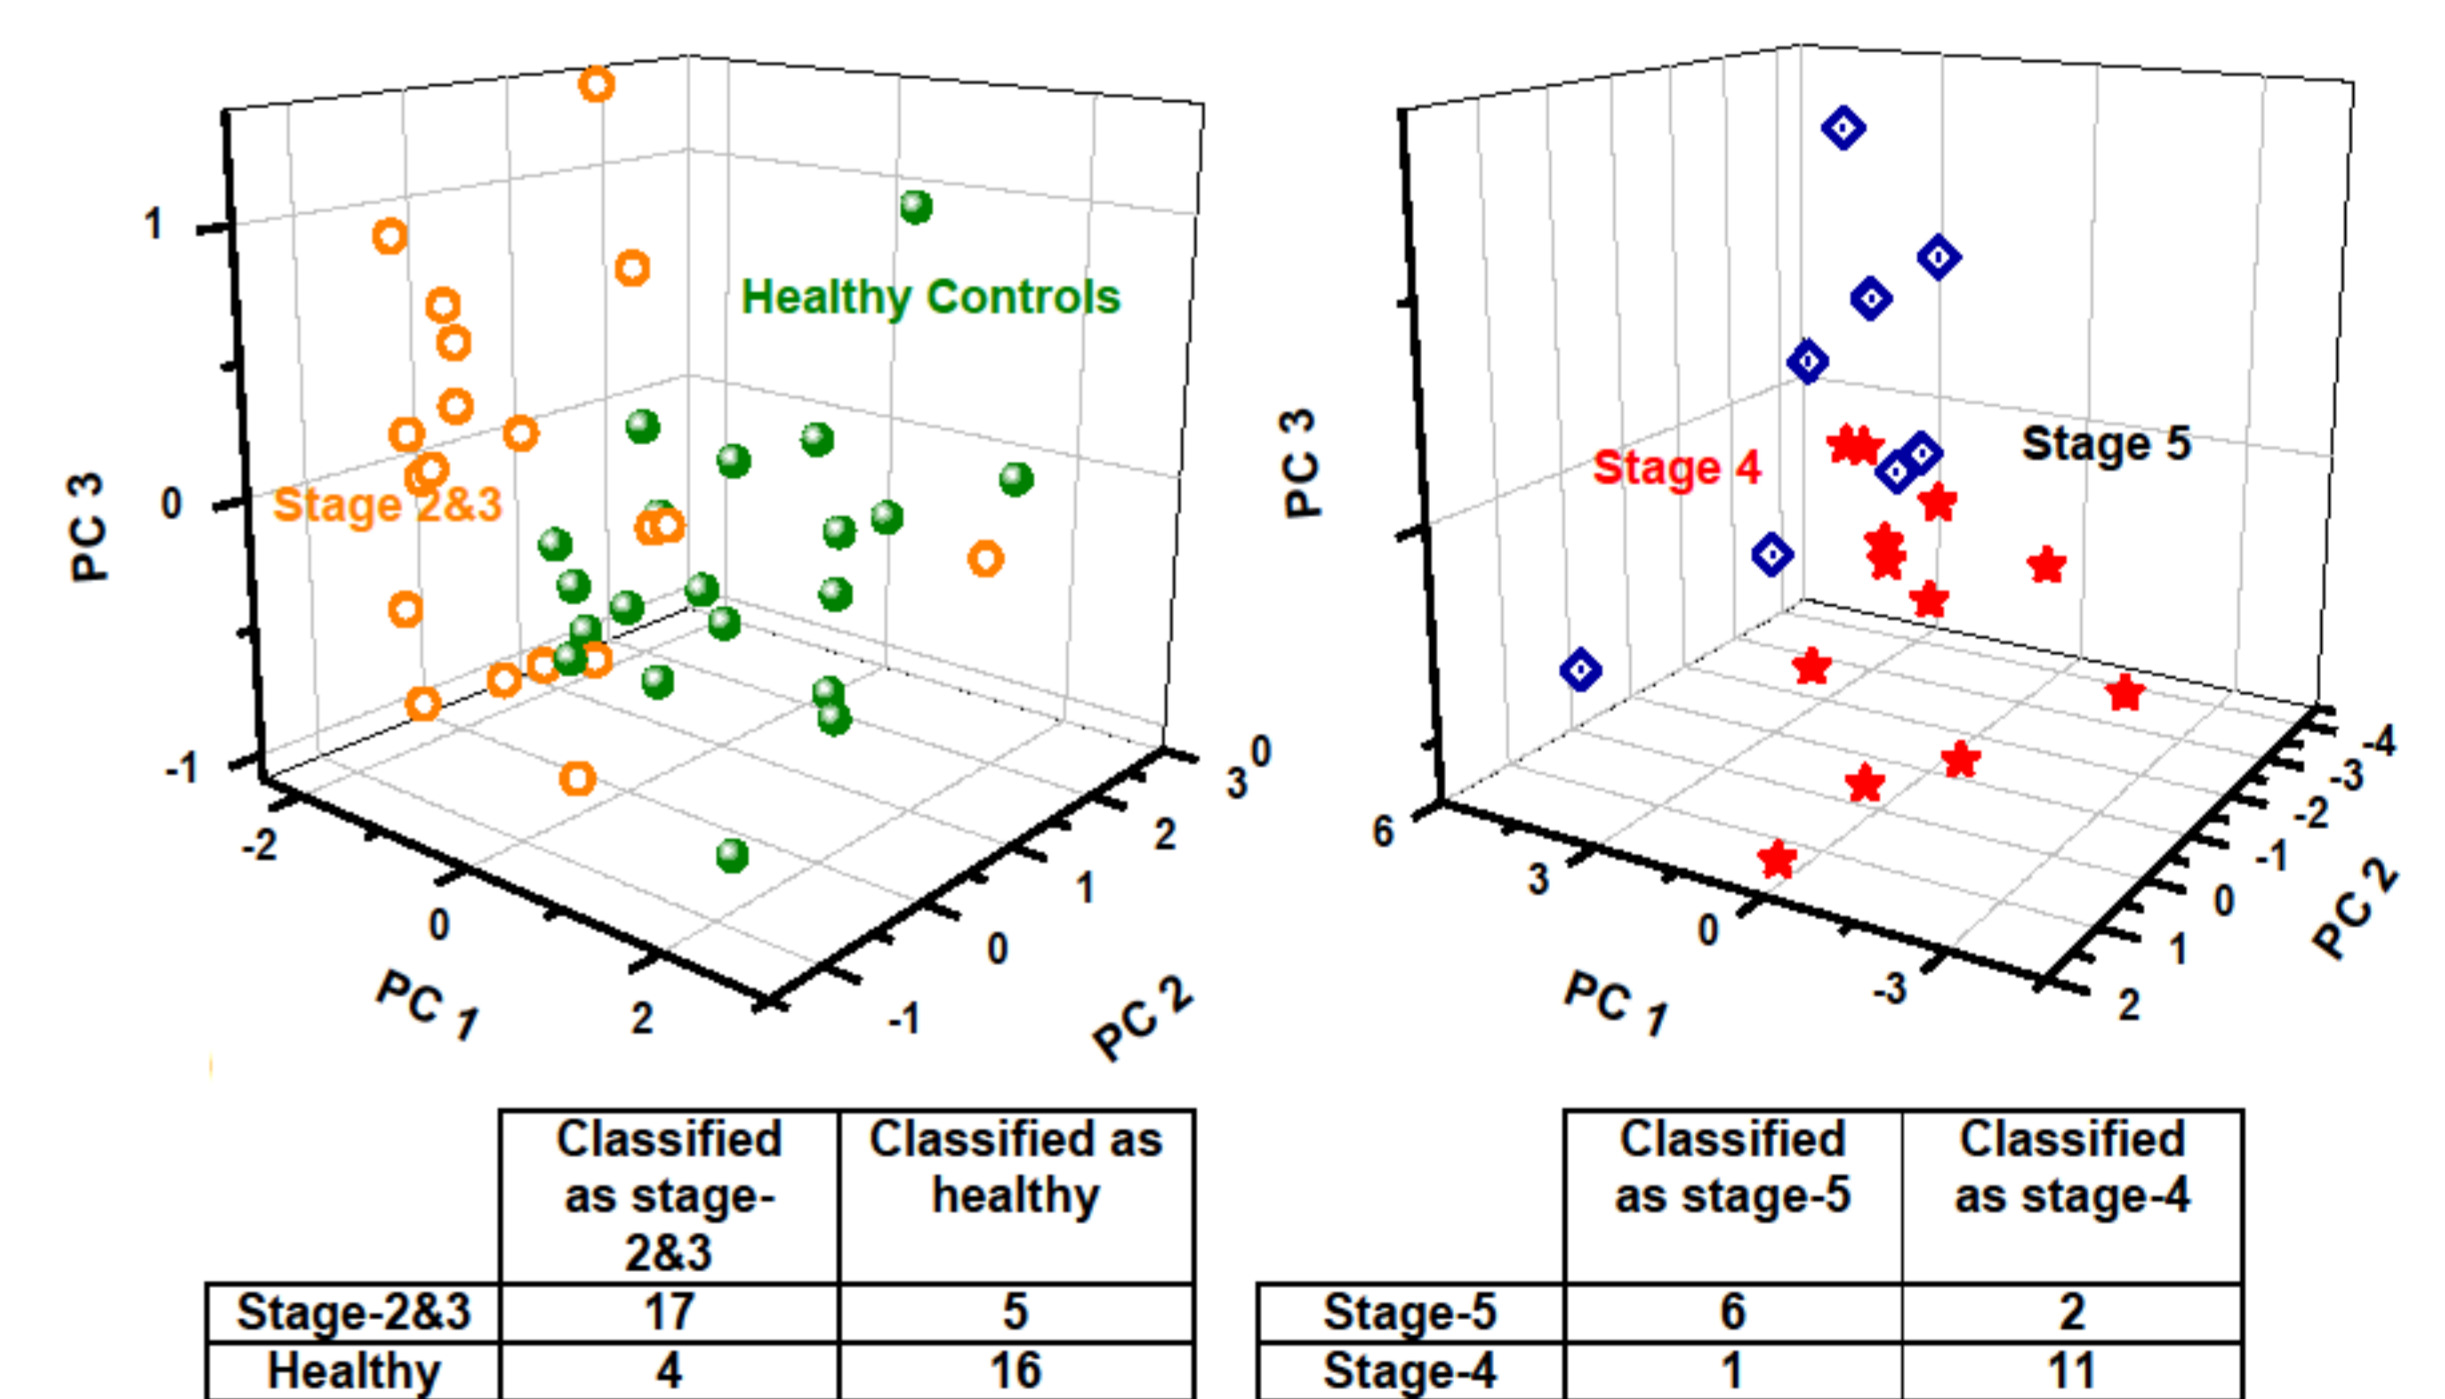 Healthy Controls
Stage 2&3
PC 3
1
0
-1
-2
0
2
PC 1
-1
0
1
2
3
0
PC 2
Stage 4
Stage 5
PC 3
6
3
0
-3
PC 1
-4
-3
-2
-1
0
1
2
PC 2
Classified as stage-2&3 Classified as healthy
Stage-2&3 17 5
Healthy 4 16
Classified as stage-5 Classified as stage-4
Stage-5 6 2
Stage-4 1 11